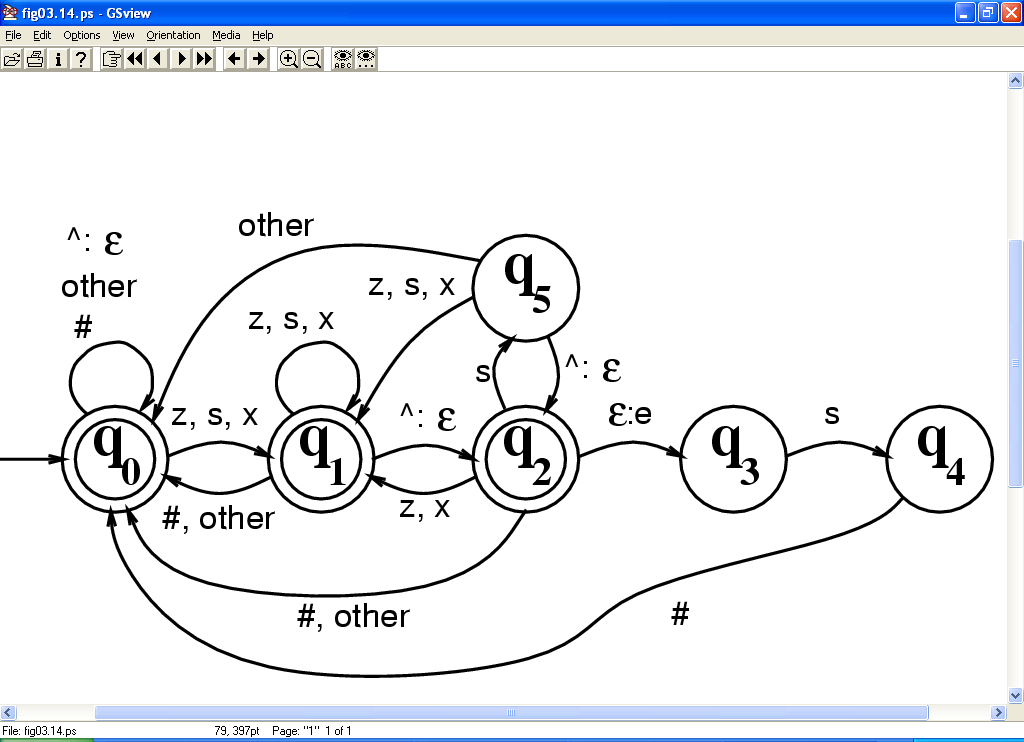 fig03.14.ps - GSview
File Edit Options View Orientation Media Help
i ? ABC
^: ε
other
#
other
z, s, x
z, s, x
q5
s
^: ε
z, s, x
^: ε
ε:e
s
q0
q1
q2
q3
q4
#, other
z, x
#, other
#
File: fig03.14.ps 79, 397pt Page: "1" 1 of 1